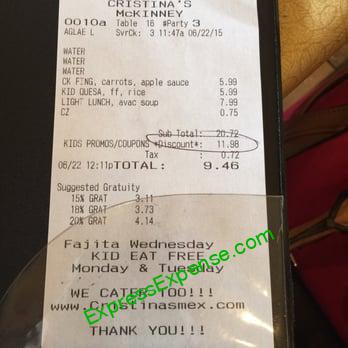 CRISTINA'S
McKINNEY
0010a Table 16 #Party 3
AGLAE L SvrCk: 3 11:47a 06/22/15
WATER
WATER
WATER
CK FING, carrots, apple sauce 5.99
KID QUESA, ff, rice 5.99
LIGHT LUNCH, avac soup 7.99
CZ 0.75
Sub Total: 20.72
KIDS PROMOS/COUPONS *Discount*: 11.98
Tax : 0.72
06/22 12:11p TOTAL: 9.46
Suggested Gratuity
15% GRAT 3.11
18% GRAT 3.73
20% GRAT 4.14
Fajita Wednesday
KID EAT FREE
Monday & Tuesday
WE CATER TOO!!!
www.Cristinasmex.com
THANK YOU!!!
ExpressExpense.com